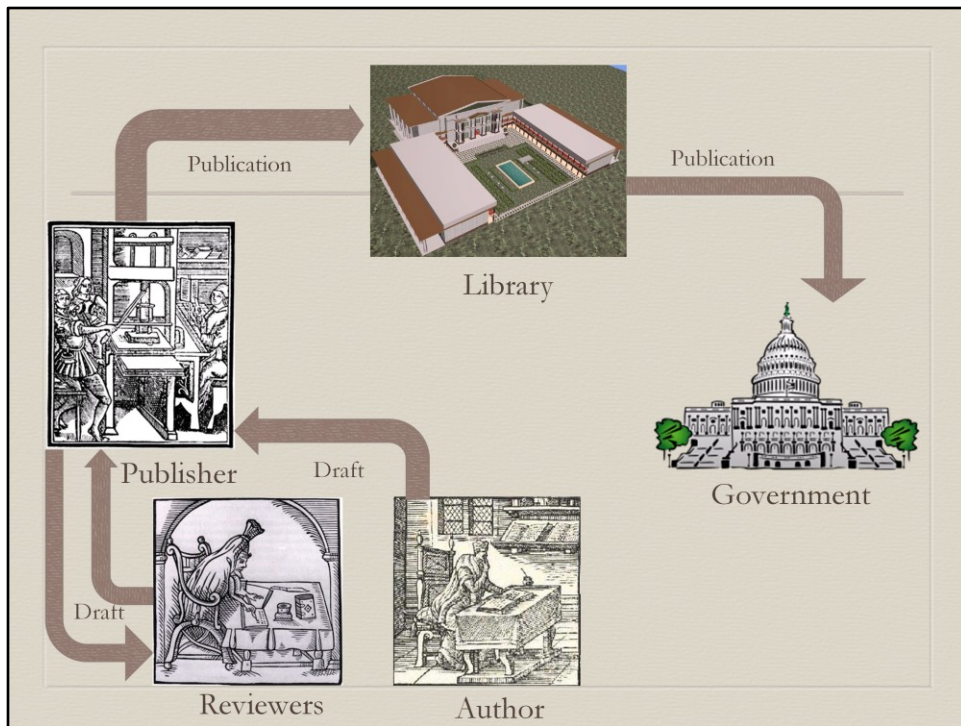 Publication
Publication
Library
Publisher
Draft
Government
Draft
Reviewers
Author